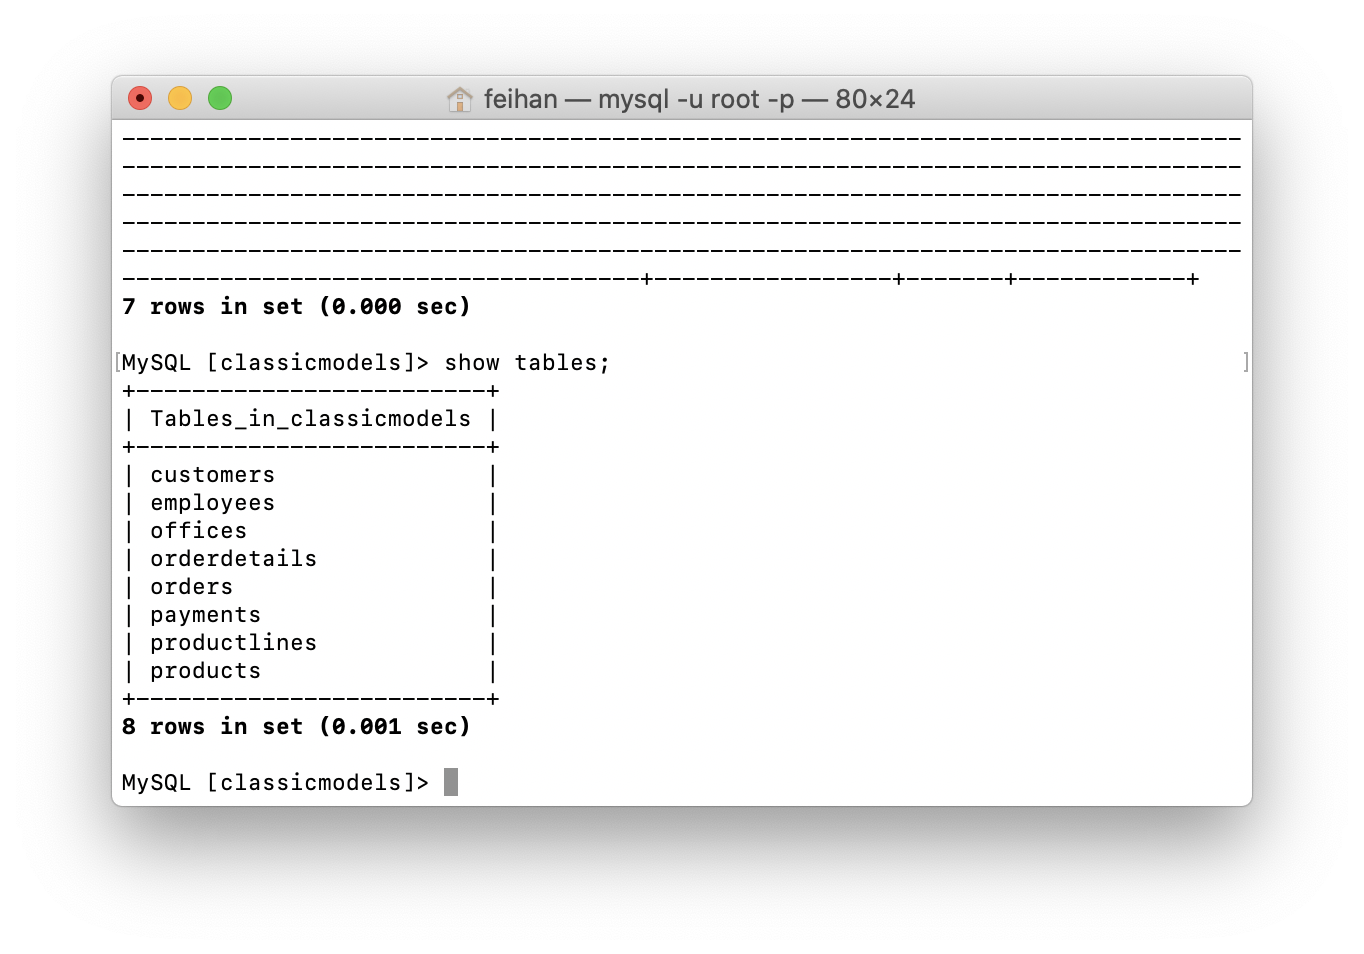 feihan — mysql -u root -p — 80×24
--------------------------------------------------------------------------------
--------------------------------------------------------------------------------
--------------------------------------------------------------------------------
--------------------------------------------------------------------------------
--------------------------------------------------------------------------------
-------------------------------------+-----------------+-------+------------+
7 rows in set (0.000 sec)
[MySQL [classicmodels]> show tables; ]
+-------------------------+
| Tables_in_classicmodels |
+-------------------------+
| customers               |
| employees               |
| offices                 |
| orderdetails            |
| orders                  |
| payments                |
| productlines            |
| products                |
+-------------------------+
8 rows in set (0.001 sec)
MySQL [classicmodels]>